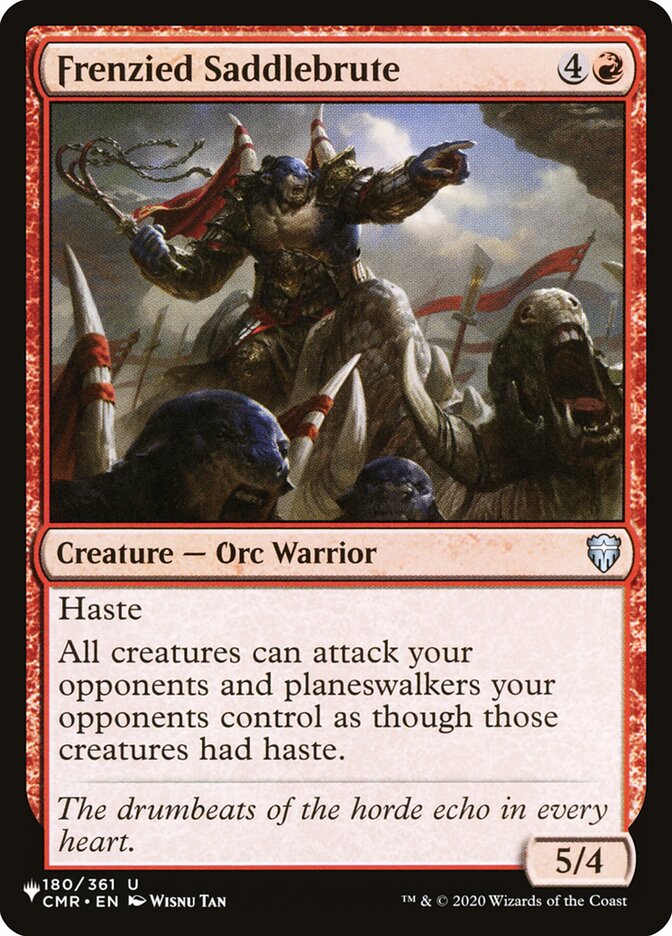 Frenzied Saddlebrute
4
Creature — Orc Warrior
Haste
All creatures can attack your
opponents and planeswalkers your
opponents control as though those
creatures had haste.
The drumbeats of the horde echo in every
heart.
5/4
180/361 U
CMR • EN Wisnu Tan
™ & © 2020 Wizards of the Coast